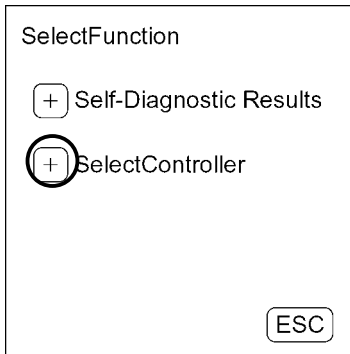 SelectFunction
+ Self-Diagnostic Results
+ SelectController
ESC